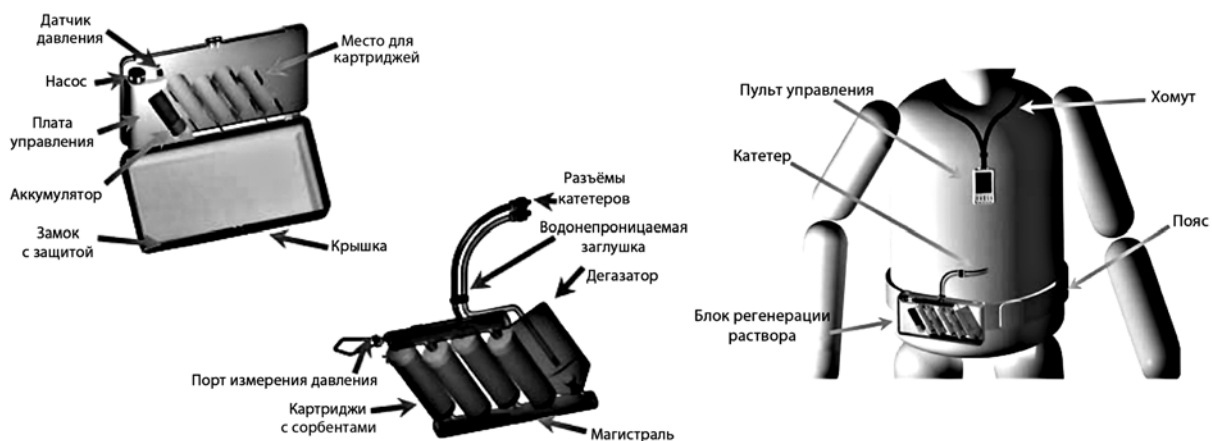 Датчик
давления
Место для
картриджей
Насос
Плата
управления
Аккумулятор
Замок
с защитой
Крышка
Разъёмы
катетеров
Водонепроницаемая
заглушка
Дегазатор
Порт измерения давления
Картриджи
с сорбентами
Магистраль
Пульт управления
Хомут
Катетер
Пояс
Блок регенерации
раствора